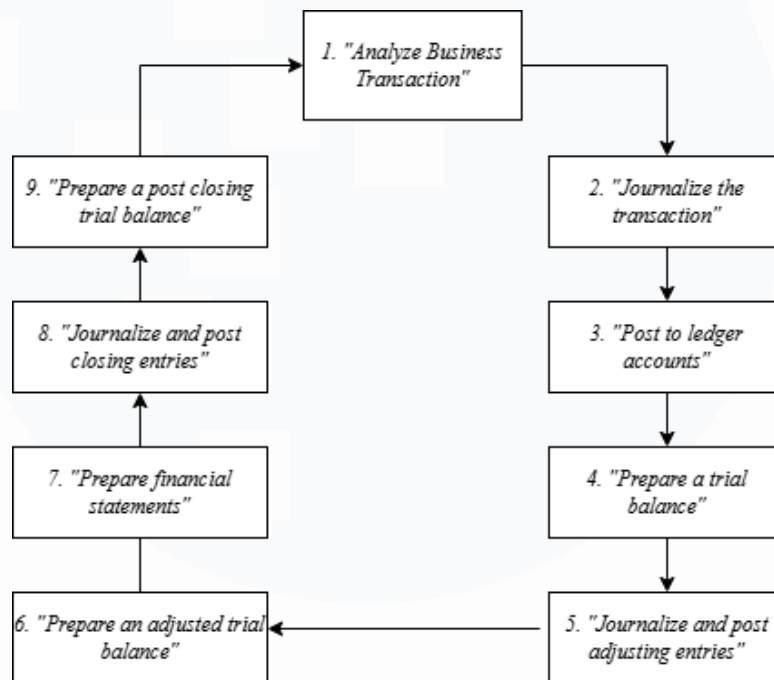 1. "Analyze Business
Transaction"
2. "Journalize the
transaction"
3. "Post to ledger
accounts"
4. "Prepare a trial
balance"
5. "Journalize and post
adjusting entries"
6. "Prepare an adjusted trial
balance"
7. "Prepare financial
statements"
8. "Journalize and post
closing entries"
9. "Prepare a post closing
trial balance"